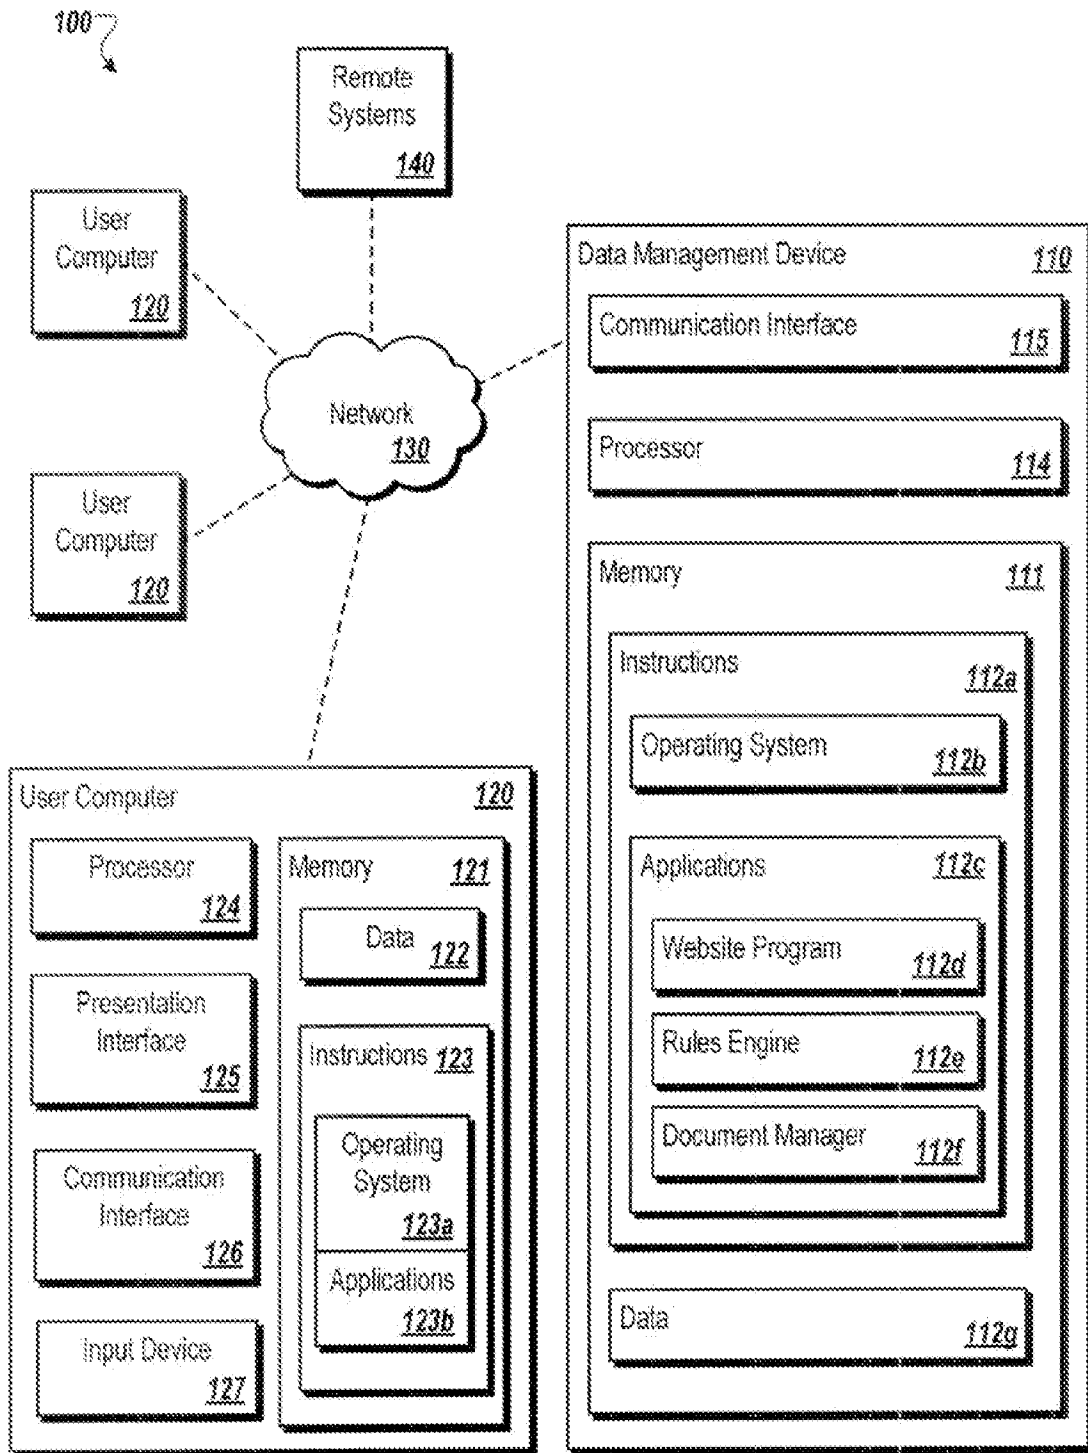 100
Remote
Systems
140
User
Computer
120
Network
130
User
Computer
120
Data Management Device 110
Communication Interface
115
Processor
114
Memory 111
Instructions
112a
Operating System
112b
Applications 112c
Website Program
112d
Rules Engine
112e
Document Manager
112f
Data
112g
User Computer 120
Processor
124
Presentation
Interface
125
Communication
Interface
126
Input Device
127
Memory 121
Data
122
Instructions 123
Operating
System
123a
Applications
123b